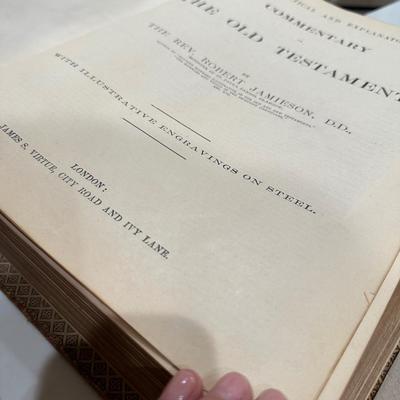 COMMENTARY
THE OLD TESTAMENT
BY
THE REV. ROBERT JAMIESON, D.D.,
WITH ILLUSTRATIVE ENGRAVINGS ON STEEL.
LONDON:
JAMES S. VIRTUE, CITY ROAD AND IVY LANE.